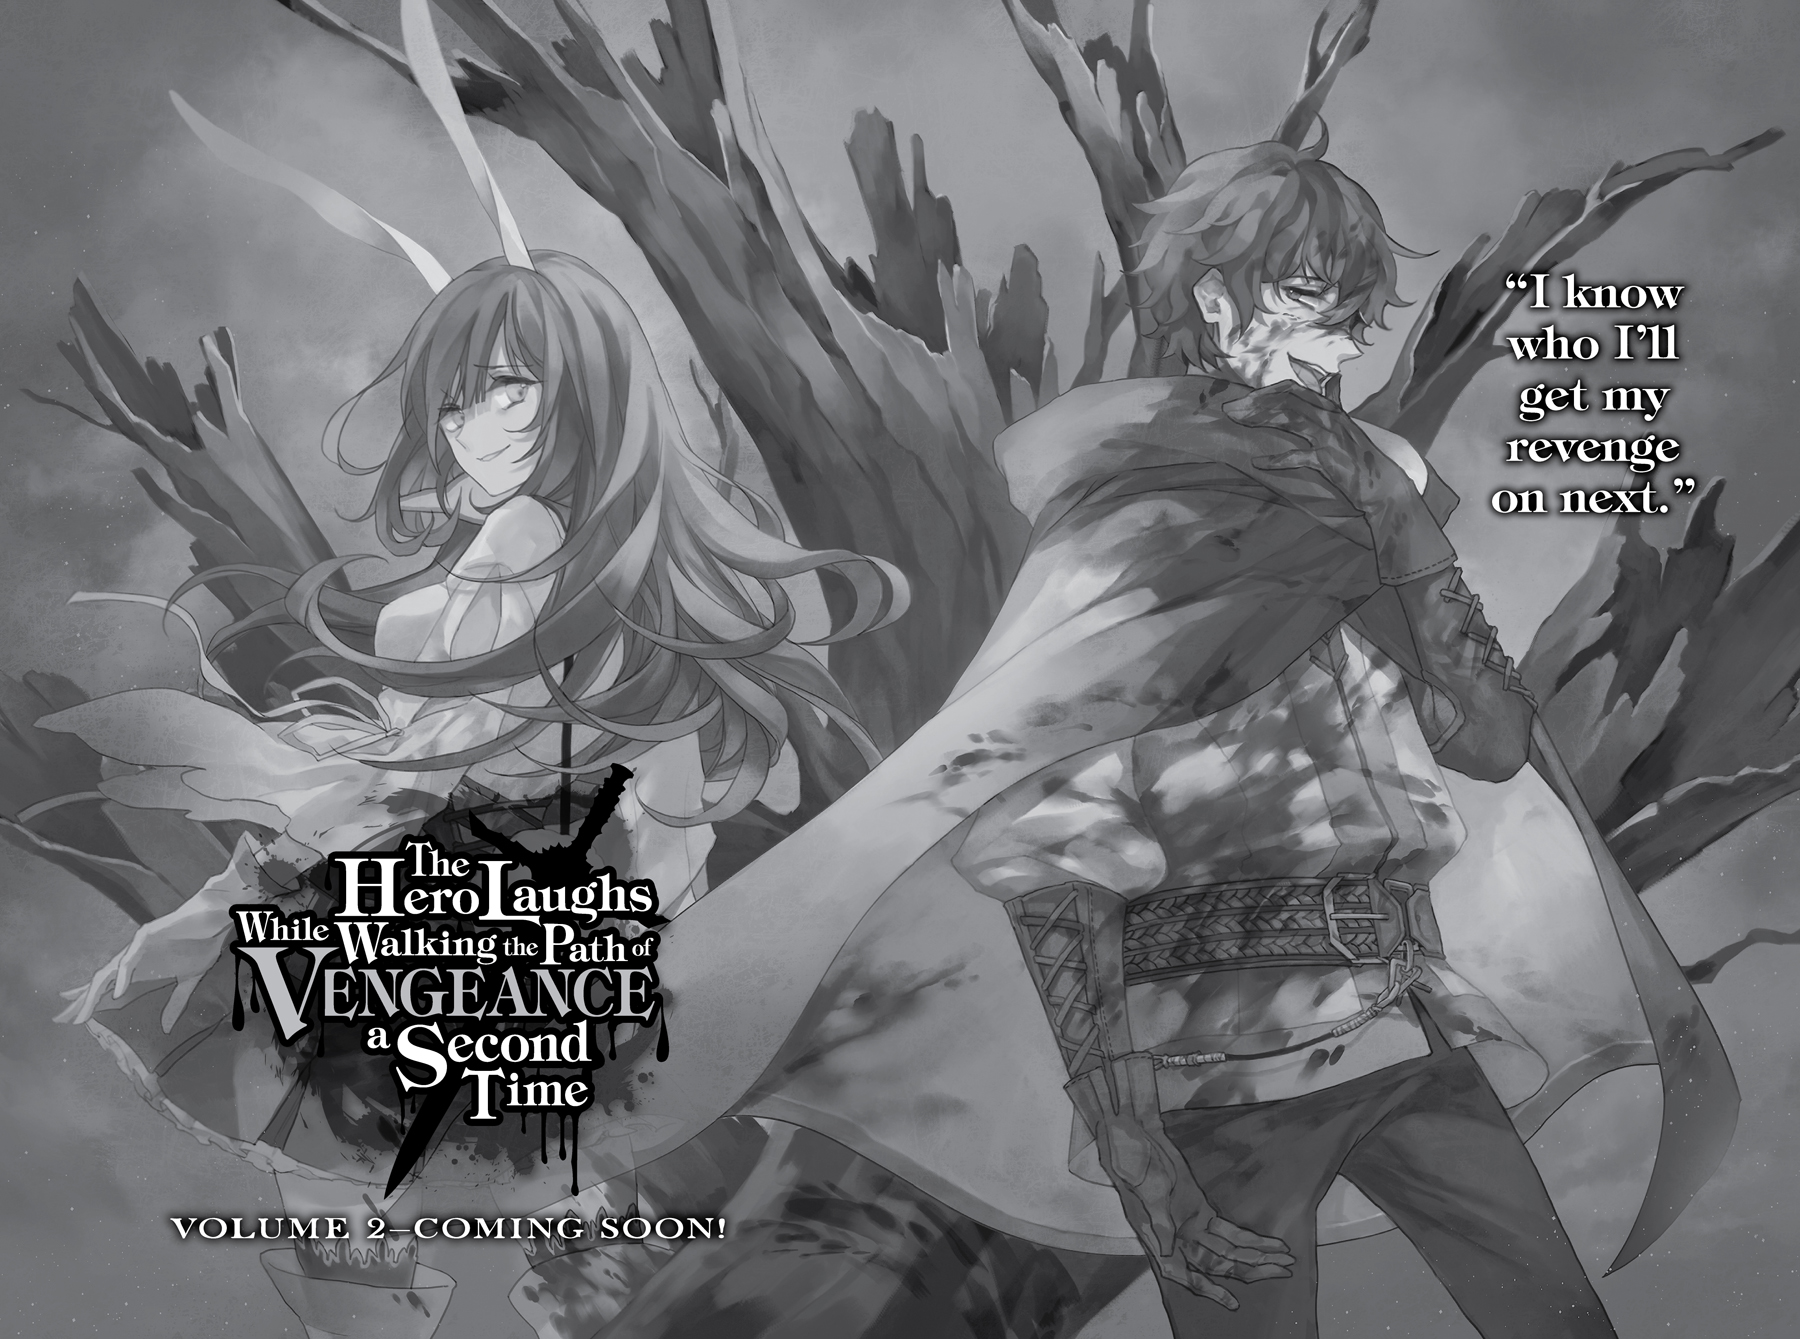 “I know
who I’ll
get my
revenge
on next.”
The
Hero Laughs
While Walking the Path of
VENGEANCE
a Second
Time
VOLUME 2–COMING SOON!